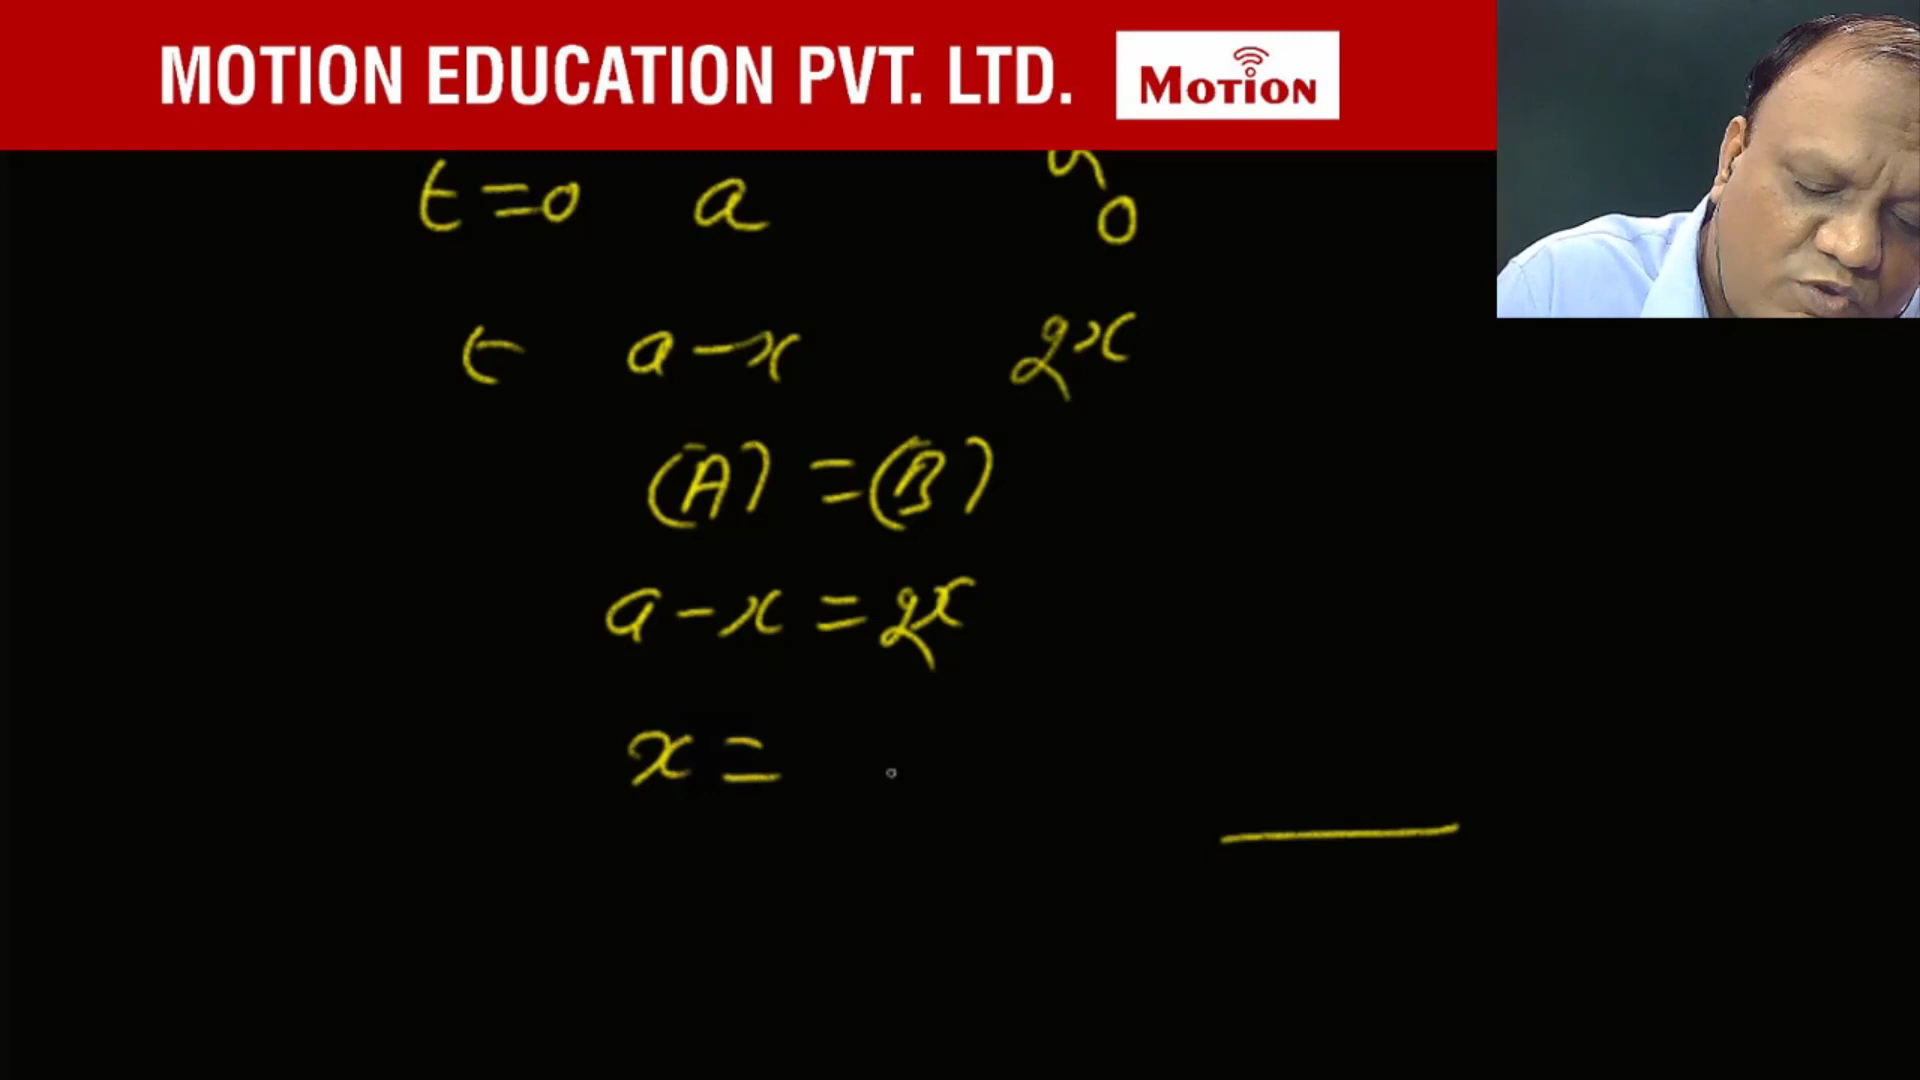 MOTION EDUCATION PVT. LTD. MOTION
t=0 a 0
t a-x 2x
(A) = (B)
a-x = 2x
x =